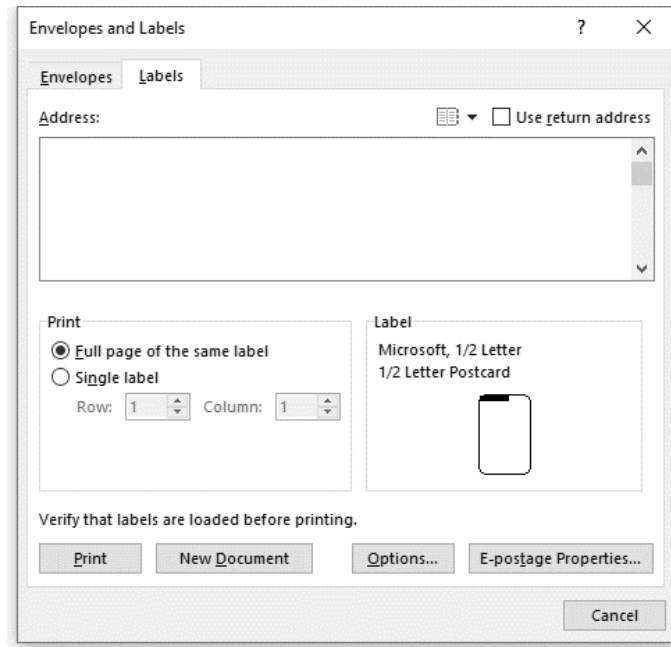 Envelopes and Labels ?
Envelopes Labels
Address: Use return address
Print
Full page of the same label
Single label
Row: 1 Column: 1
Label
Microsoft, 1/2 Letter
1/2 Letter Postcard
Verify that labels are loaded before printing.
Print New Document Options... E-postage Properties...
Cancel